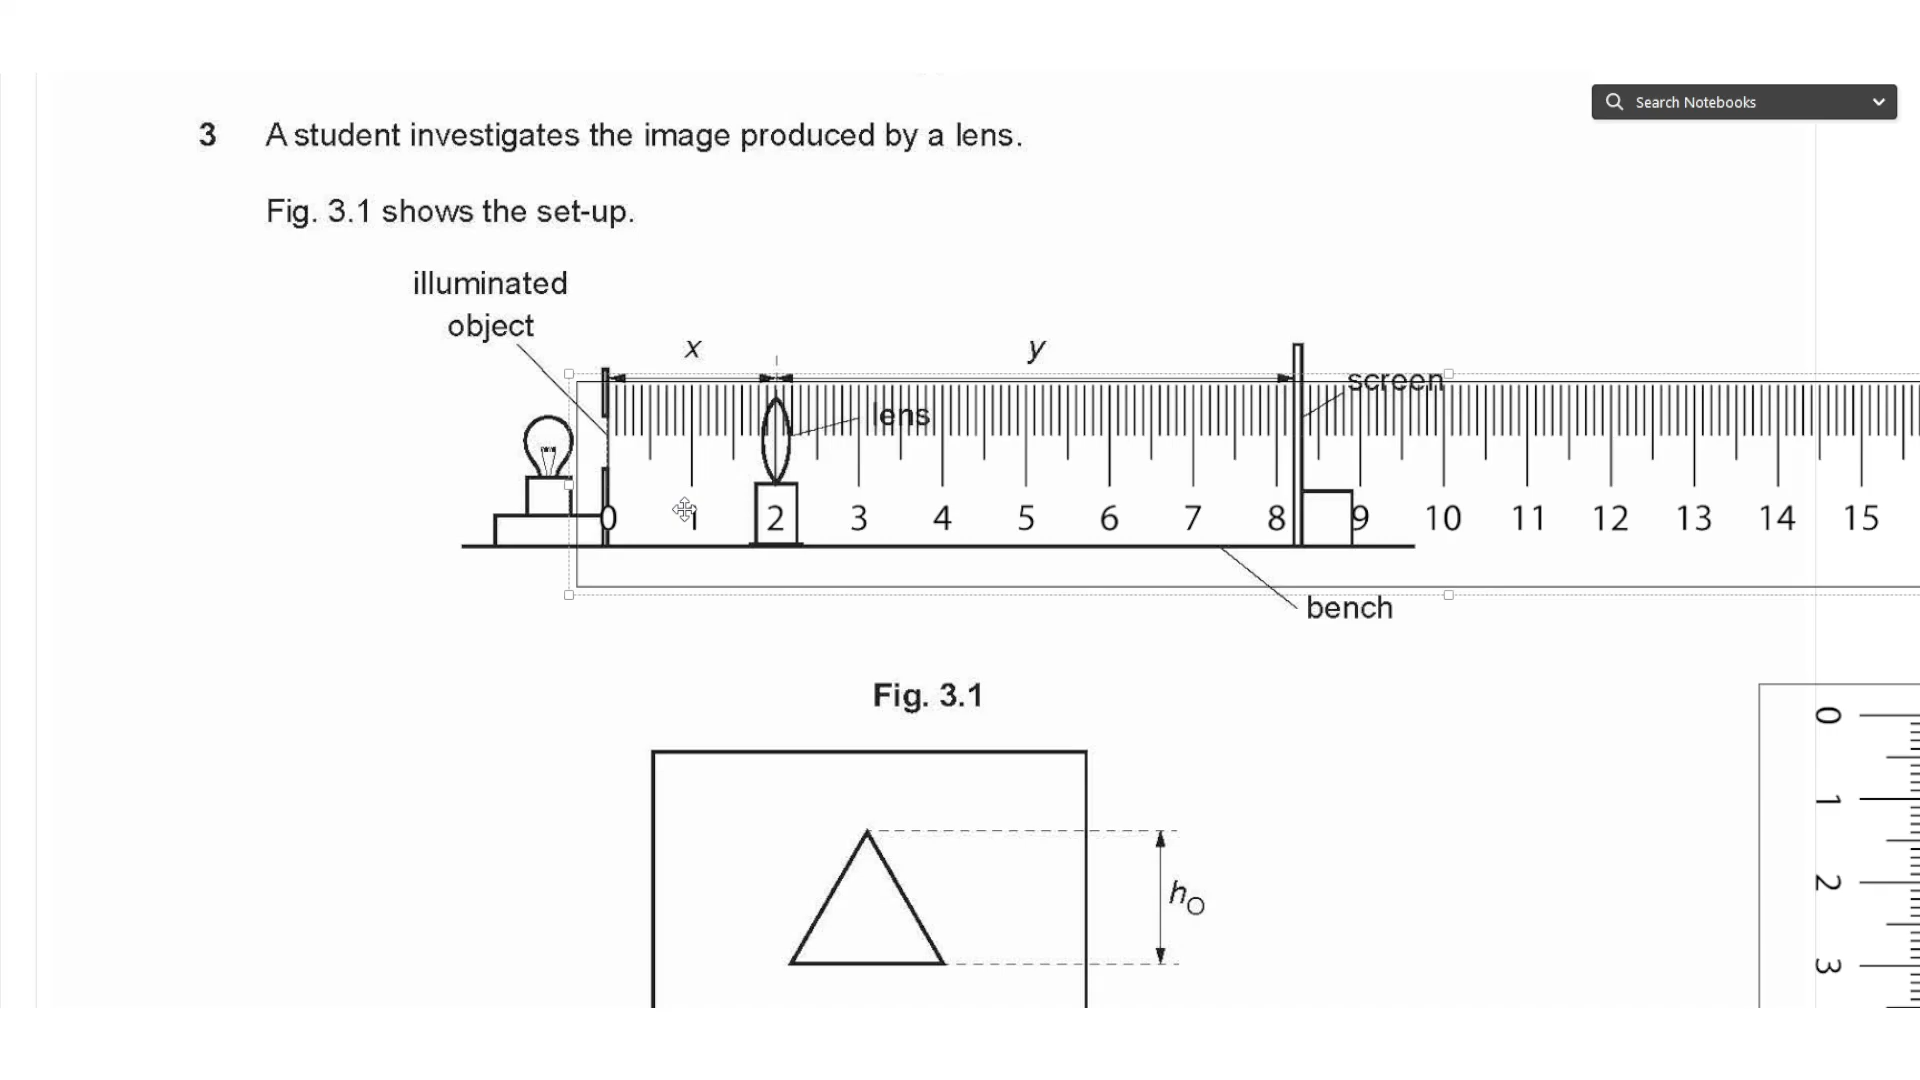 Search Notebooks
3 A student investigates the image produced by a lens.
Fig. 3.1 shows the set-up.
illuminated
object
x
y
screen
lens
0 1 2 3 4 5 6 7 8 9 10 11 12 13 14 15
bench
Fig. 3.1
hO
0
1
2
3